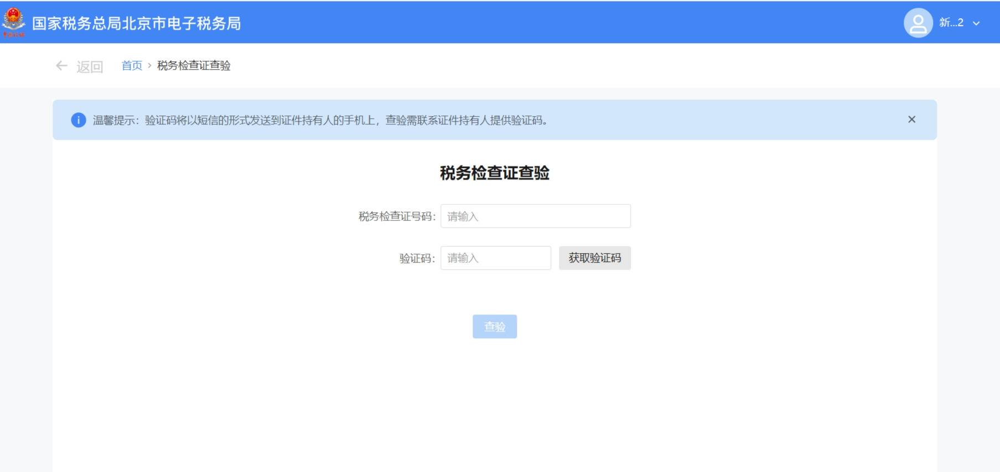 国家税务总局北京市电子税务局
新...2
返回 首页 > 税务检查证查验
温馨提示：验证码将以短信的形式发送到证件持有人的手机上，查验需联系证件持有人提供验证码。
税务检查证查验
税务检查证号码： 请输入
验证码： 请输入 获取验证码
查验